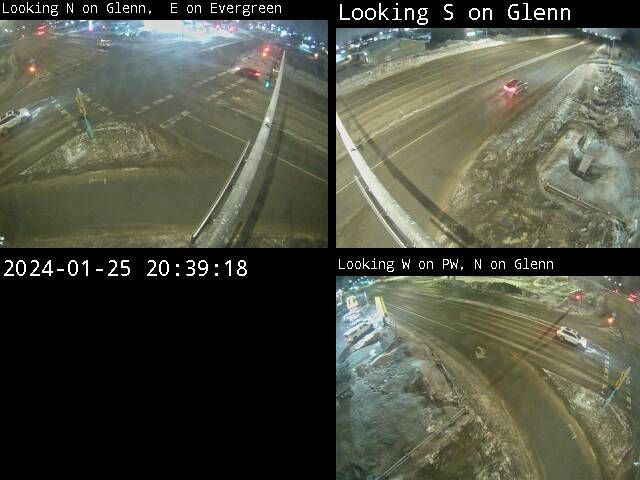 Looking N on Glenn,  E on Evergreen
Looking S on Glenn
2024-01-25 20:39:18
Looking W on PW, N on Glenn